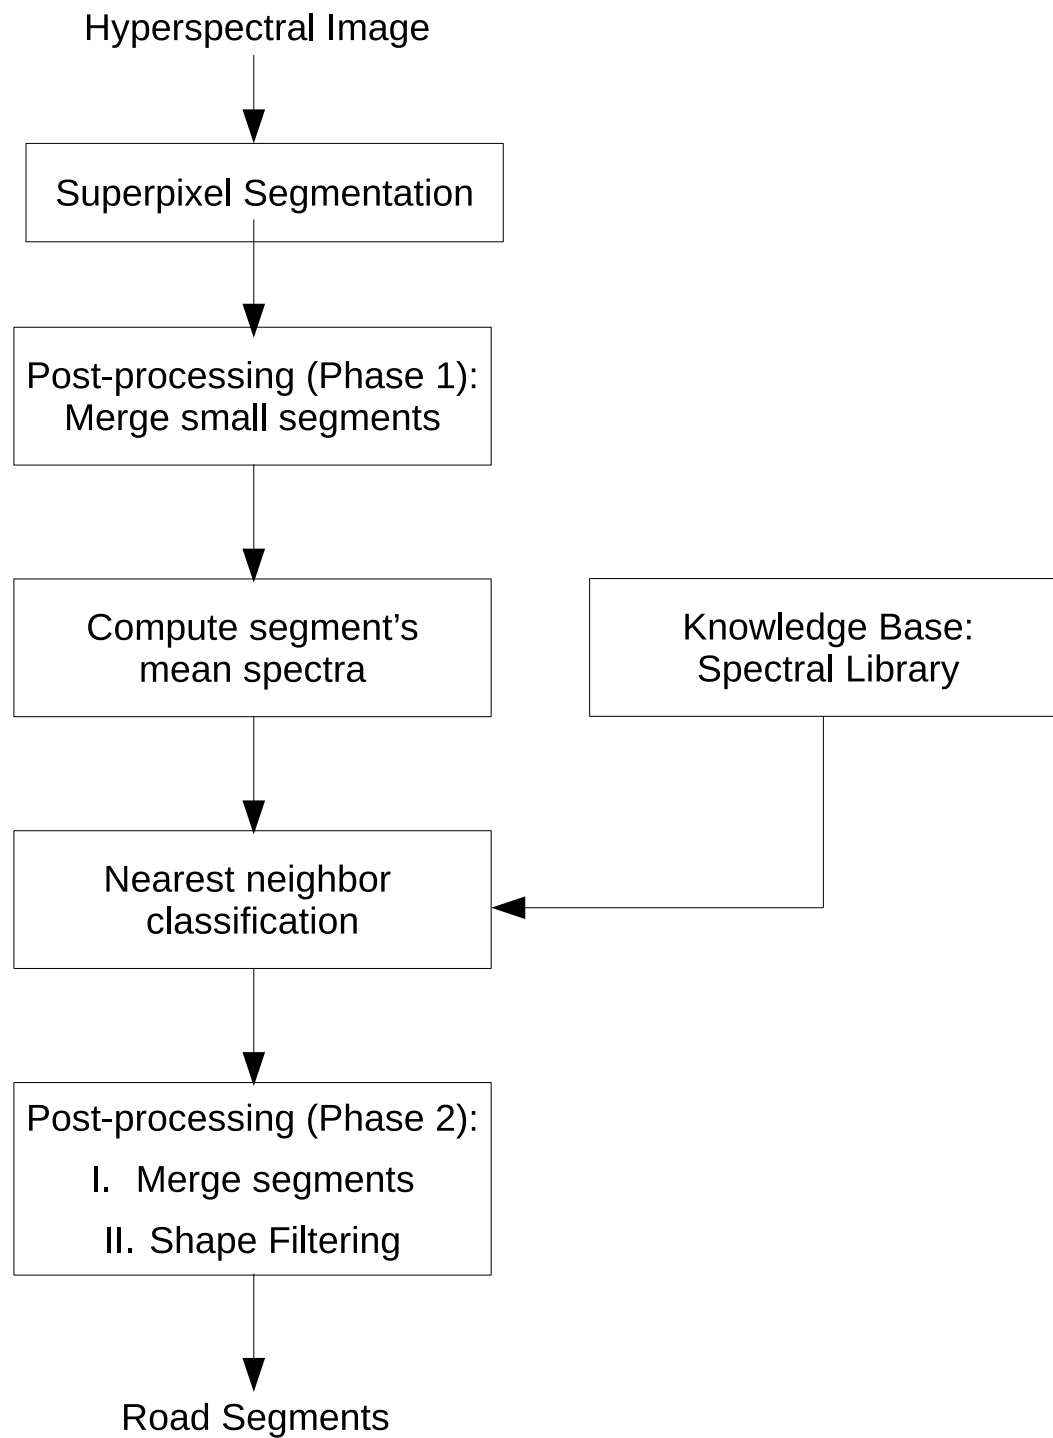 Hyperspectral Image
Superpixel Segmentation
Post-processing (Phase 1):
Merge small segments
Compute segment’s
mean spectra
Knowledge Base:
Spectral Library
Nearest neighbor
classification
Post-processing (Phase 2):
I. Merge segments
II. Shape Filtering
Road Segments